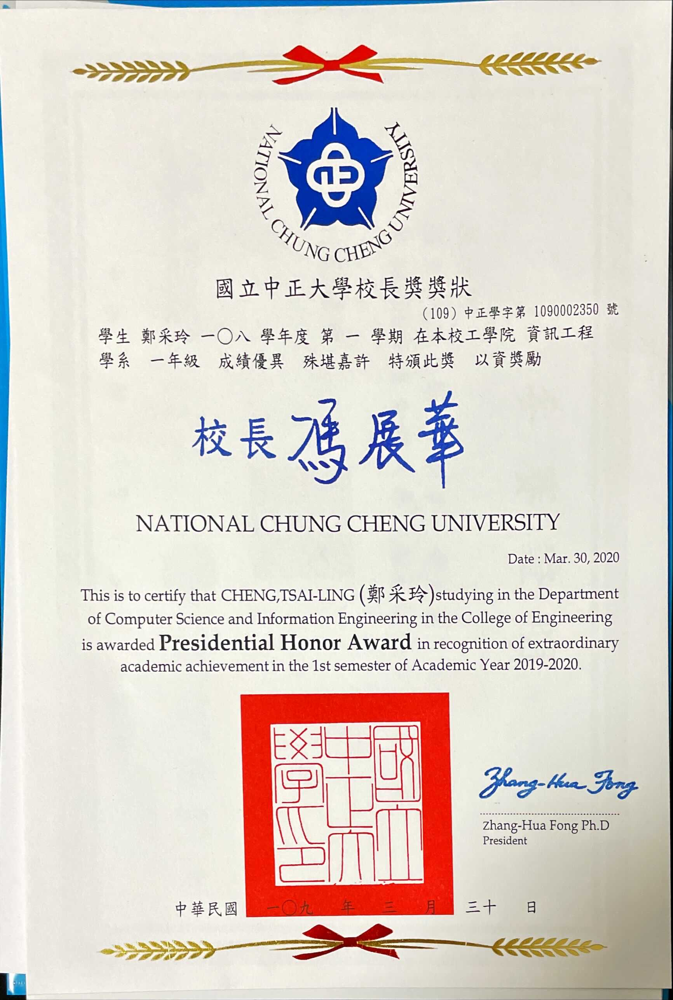 NATIONAL CHUNG CHENG UNIVERSITY
國立中正大學校長獎獎狀
(109) 中正學字第 1090002350 號
學生 鄭采玲 一〇八 學年度 第 一 學期 在本校工學院 資訊工程
學系 一年級 成績優異 殊堪嘉許 特頒此獎 以資獎勵
校長 馮展華
NATIONAL CHUNG CHENG UNIVERSITY
Date : Mar. 30, 2020
This is to certify that CHENG,TSAI-LING (鄭采玲)studying in the Department
of Computer Science and Information Engineering in the College of Engineering
is awarded Presidential Honor Award in recognition of extraordinary
academic achievement in the 1st semester of Academic Year 2019-2020.
國立中正大學印
Zhang-Hua Fong
Zhang-Hua Fong Ph.D
President
中華民國 一〇九 年 三 月 三十 日